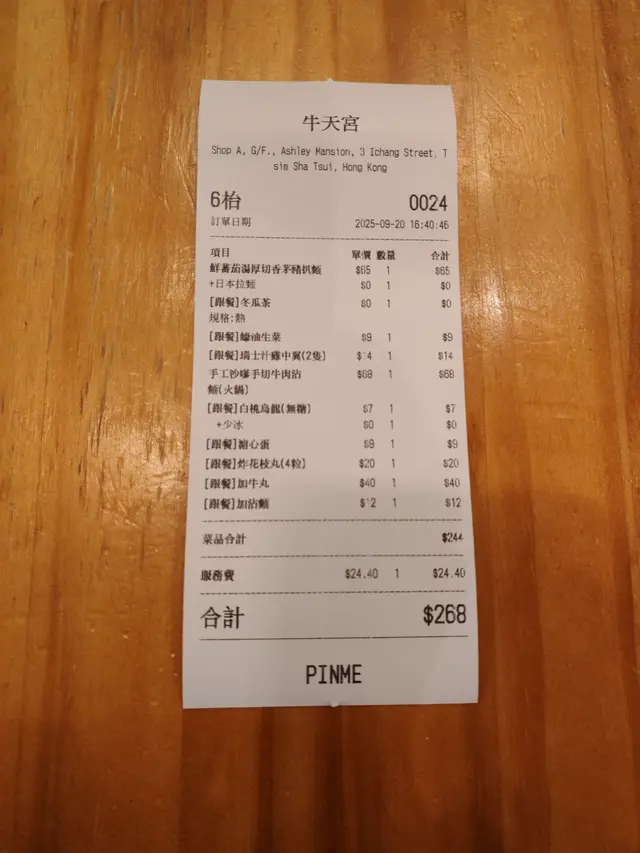 牛天宮
Shop A, G/F., Ashley Mansion, 3 Ichang Street, T
sim Sha Tsui, Hong Kong
6枱 0024
訂單日期 2025-09-20 16:40:46
項目 單價 數量 合計
鮮蕃茄湯厚切香茅豬扒麵 $65 1 $65
+日本拉麵 $0 1 $0
[跟餐]冬瓜茶 $0 1 $0
規格:熱
[跟餐]蠔油生菜 $9 1 $9
[跟餐]瑞士汁雞中翼(2隻) $14 1 $14
手工沙嗲手切牛肉沾 $68 1 $68
麵(火鍋)
[跟餐]白桃烏龍(無糖) $7 1 $7
+少冰 $0 1 $0
[跟餐]糖心蛋 $9 1 $9
[跟餐]炸花枝丸(4粒) $20 1 $20
[跟餐]加牛丸 $40 1 $40
[跟餐]加沾麵 $12 1 $12
菜品合計 $244
服務費 $24.40 1 $24.40
合計 $268
PINME